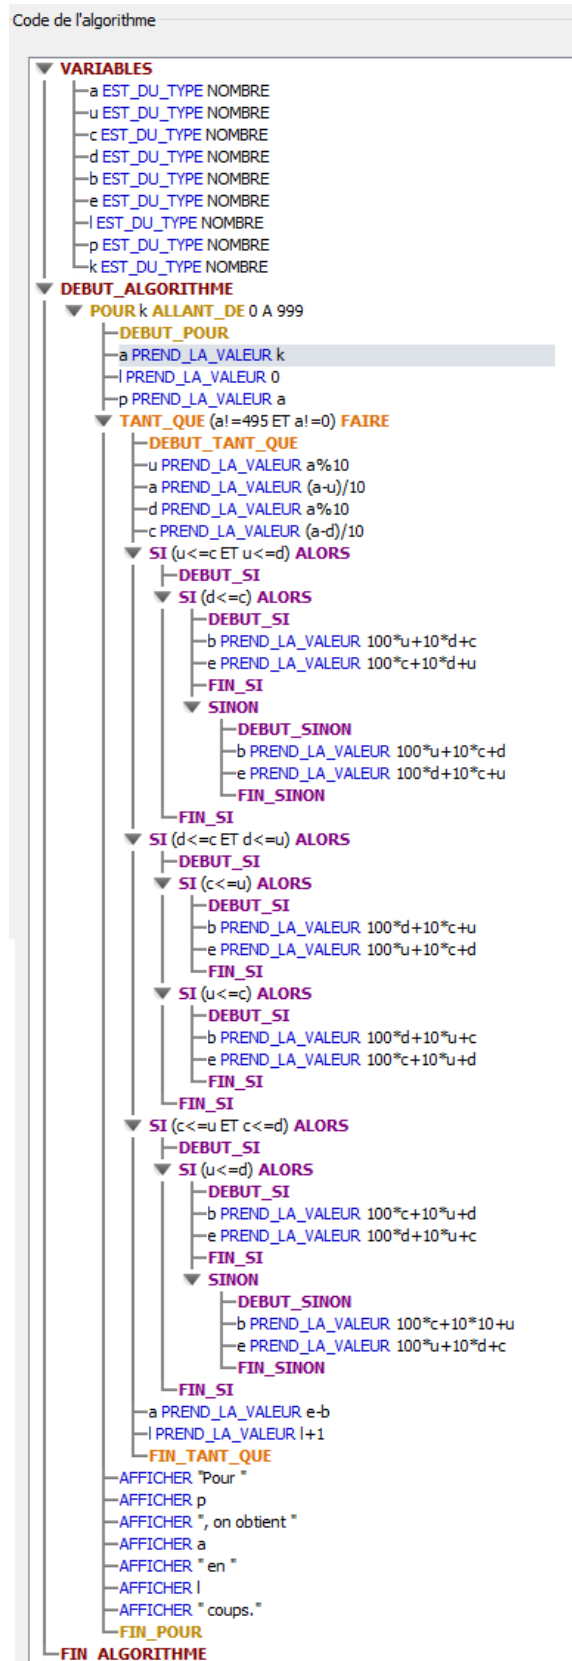 Code de l'algorithme
VARIABLES
a EST_DU_TYPE NOMBRE
u EST_DU_TYPE NOMBRE
c EST_DU_TYPE NOMBRE
d EST_DU_TYPE NOMBRE
b EST_DU_TYPE NOMBRE
e EST_DU_TYPE NOMBRE
l EST_DU_TYPE NOMBRE
p EST_DU_TYPE NOMBRE
k EST_DU_TYPE NOMBRE
DEBUT_ALGORITHME
POUR k ALLANT_DE 0 A 999
DEBUT_POUR
a PREND_LA_VALEUR k
l PREND_LA_VALEUR 0
p PREND_LA_VALEUR a
TANT_QUE (a!=495 ET a!=0) FAIRE
DEBUT_TANT_QUE
u PREND_LA_VALEUR a%10
a PREND_LA_VALEUR (a-u)/10
d PREND_LA_VALEUR a%10
c PREND_LA_VALEUR (a-d)/10
SI (u<=c ET u<=d) ALORS
DEBUT_SI
SI (d<=c) ALORS
DEBUT_SI
b PREND_LA_VALEUR 100*u+10*d+c
e PREND_LA_VALEUR 100*c+10*d+u
FIN_SI
SINON
DEBUT_SINON
b PREND_LA_VALEUR 100*u+10*c+d
e PREND_LA_VALEUR 100*d+10*c+u
FIN_SINON
FIN_SI
SI (d<=c ET d<=u) ALORS
DEBUT_SI
SI (c<=u) ALORS
DEBUT_SI
b PREND_LA_VALEUR 100*d+10*c+u
e PREND_LA_VALEUR 100*u+10*c+d
FIN_SI
SI (u<=c) ALORS
DEBUT_SI
b PREND_LA_VALEUR 100*d+10*u+c
e PREND_LA_VALEUR 100*c+10*u+d
FIN_SI
FIN_SI
SI (c<=u ET c<=d) ALORS
DEBUT_SI
SI (u<=d) ALORS
DEBUT_SI
b PREND_LA_VALEUR 100*c+10*u+d
e PREND_LA_VALEUR 100*d+10*u+c
FIN_SI
SINON
DEBUT_SINON
b PREND_LA_VALEUR 100*c+10*10+u
e PREND_LA_VALEUR 100*u+10*d+c
FIN_SINON
FIN_SI
a PREND_LA_VALEUR e-b
l PREND_LA_VALEUR l+1
FIN_TANT_QUE
AFFICHER "Pour "
AFFICHER p
AFFICHER ", on obtient "
AFFICHER a
AFFICHER " en "
AFFICHER l
AFFICHER " coups."
FIN_POUR
FIN_ALGORITHME